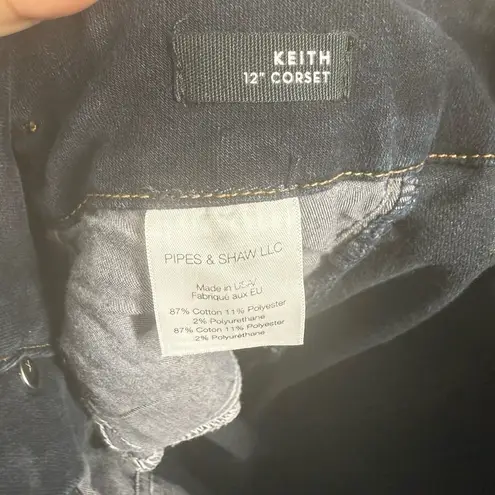 KEITH
12" CORSET
PIPES & SHAW LLC
Made in USA/
Fabriqué aux EU
87% Cotton 11% Polyester
2% Polyurethane
87% Coton 11% Polyester
2% Polyuréthane